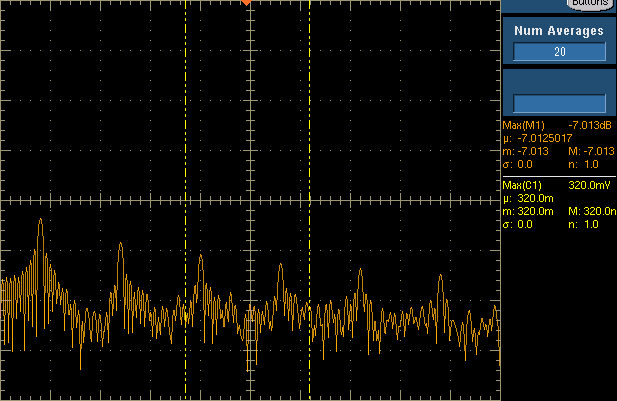 Buttons
Num Averages
20
Max(M1) -7.013dB
µ: -7.0125017
m: -7.013 M: -7.013
σ: 0.0 n: 1.0
Max(C1) 320.0mV
µ: 320.0m
m: 320.0m M: 320.0m
σ: 0.0 n: 1.0